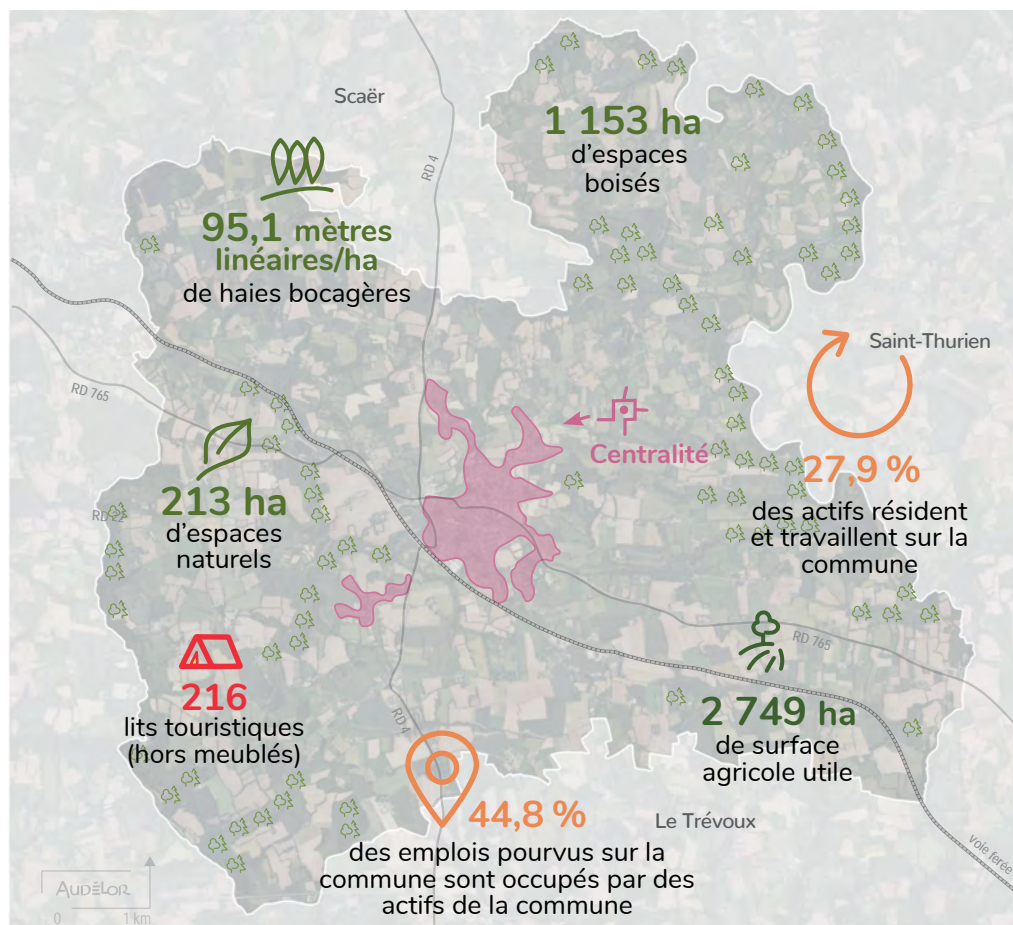 Scaër
1 153 ha
d'espaces
boisés
RD 4
95,1 mètres
linéaires/ha
de haies bocagères
Saint-Thurien
RD 765
Centralité
27,9 %
des actifs résident
et travaillent sur la
commune
213 ha
d'espaces
naturels
216
lits touristiques
(hors meublés)
RD 765
2 749 ha
de surface
agricole utile
RD 4
44,8 %
des emplois pourvus sur la
commune sont occupés par des
actifs de la commune
Le Trévoux
voie ferée
AUDÉLOR
0 1 km